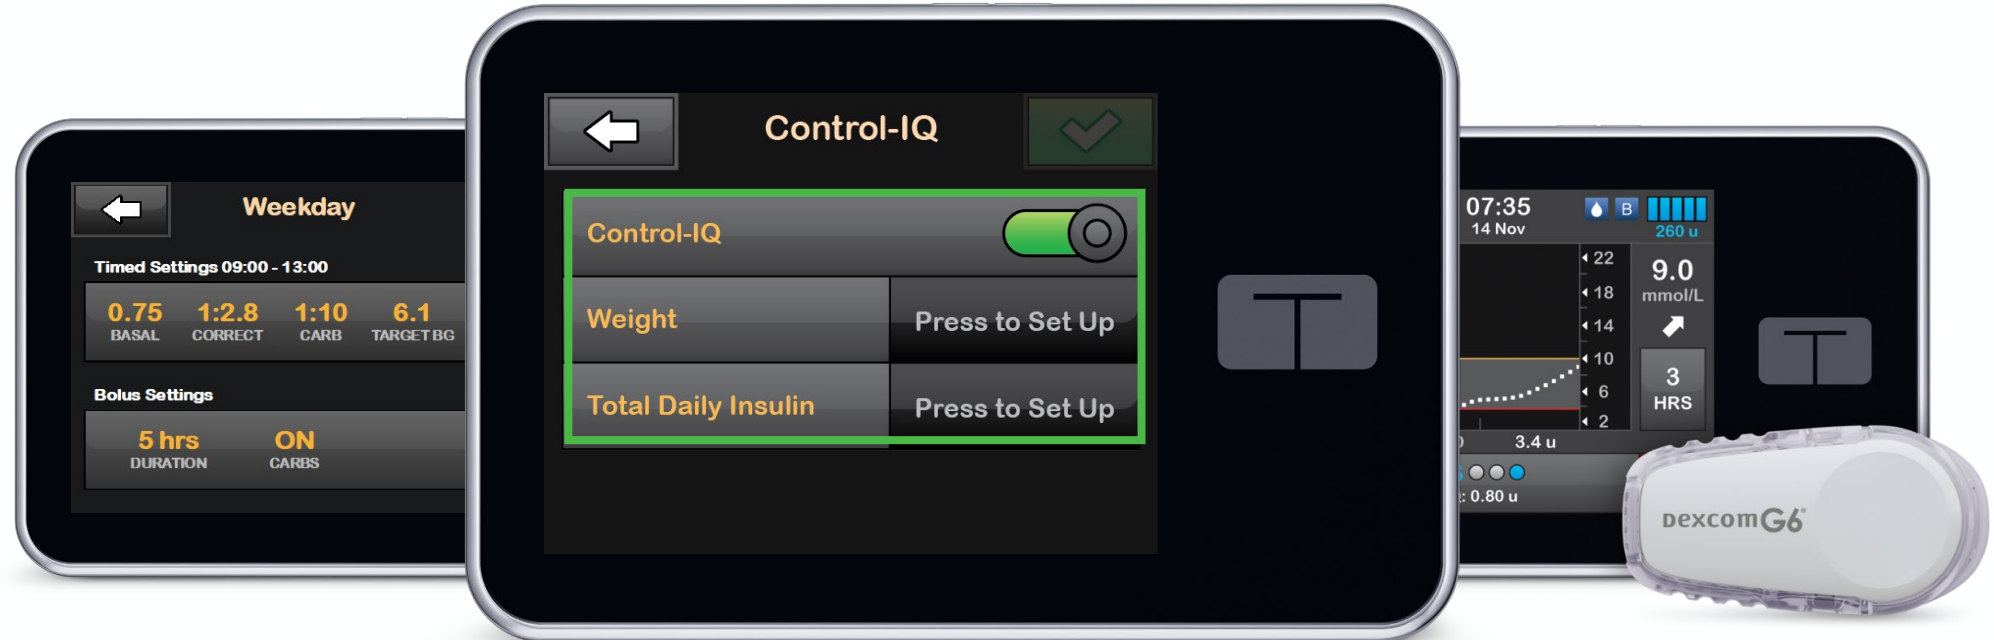 Weekday
Timed Settings 09:00 - 13:00
0.75 1:2.8 1:10 6.1
BASAL CORRECT CARB TARGET BG
Bolus Settings
5 hrs ON
DURATION CARBS
Control-IQ
Control-IQ
Weight Press to Set Up
Total Daily Insulin Press to Set Up
T
07:35
14 Nov
B
260 u
22
18
14
10
6
2
9.0
mmol/L
3
HRS
3.4 u
: 0.80 u
T
Dexcom G6